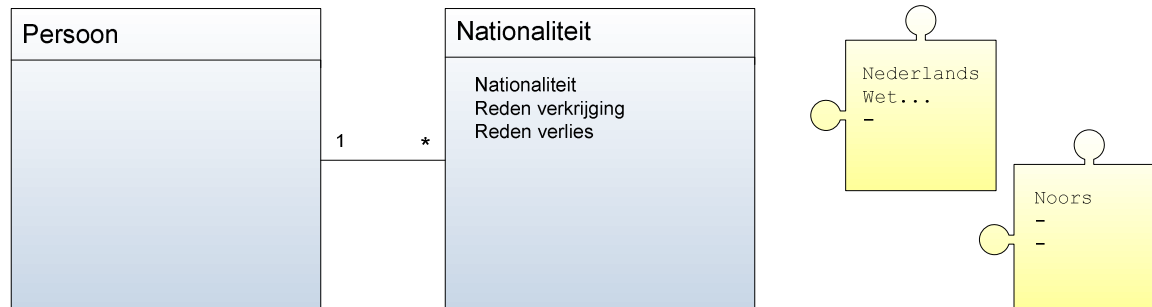 Persoon
Nationaliteit
Nationaliteit
Reden verkrijging
Reden verlies
1 *
Nederlands
Wet...
-
Noors
-
-